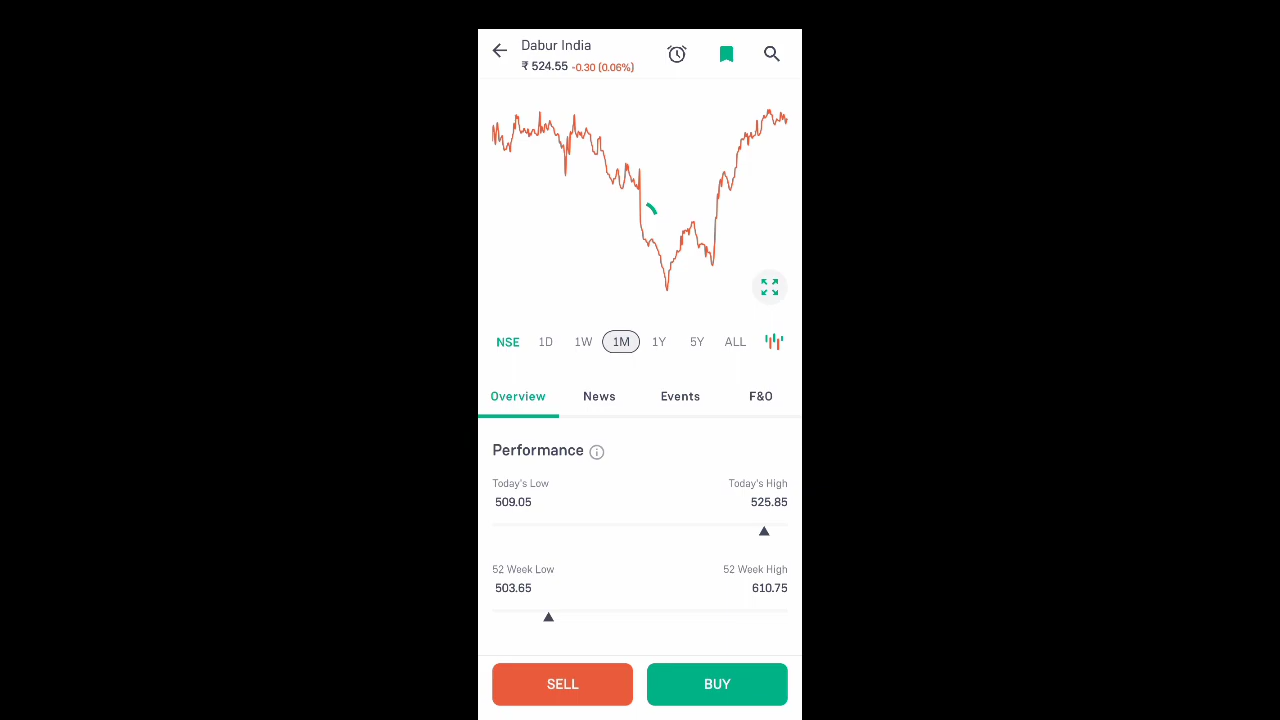 Dabur India
₹ 524.55 -0.30 (0.06%)
NSE 1D 1W 1M 1Y 5Y ALL
Overview News Events F&O
Performance
Today's Low Today's High
509.05 525.85
52 Week Low 52 Week High
503.65 610.75
SELL BUY